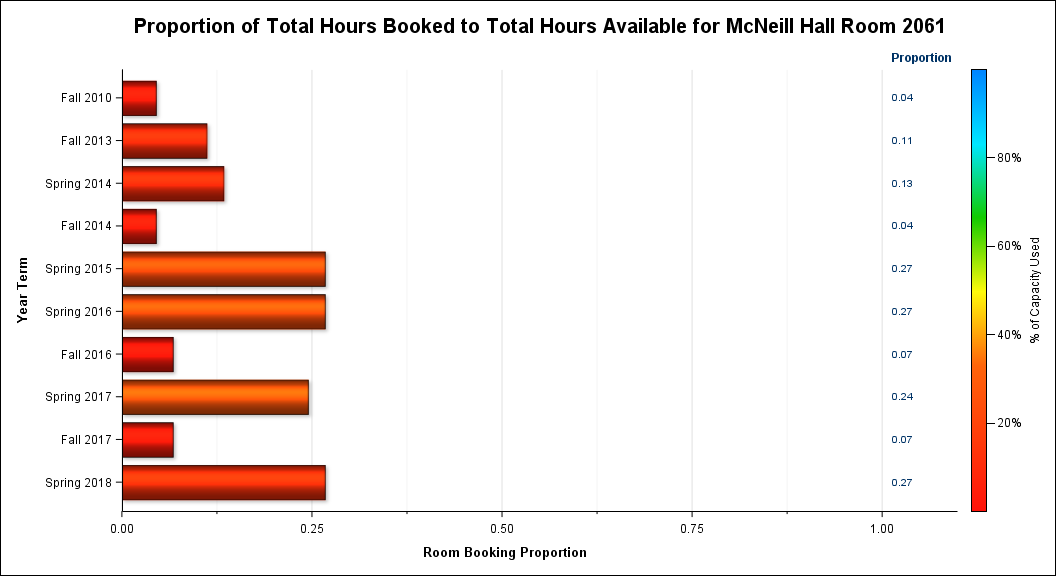 Proportion of Total Hours Booked to Total Hours Available for McNeill Hall Room 2061
Proportion
Fall 2010 0.04
Fall 2013 0.11
Spring 2014 0.13
Fall 2014 0.04
Spring 2015 0.27
Spring 2016 0.27
Fall 2016 0.07
Spring 2017 0.24
Fall 2017 0.07
Spring 2018 0.27
Year Term
0.00 0.25 0.50 0.75 1.00
Room Booking Proportion
80%
60%
40%
20%
% of Capacity Used